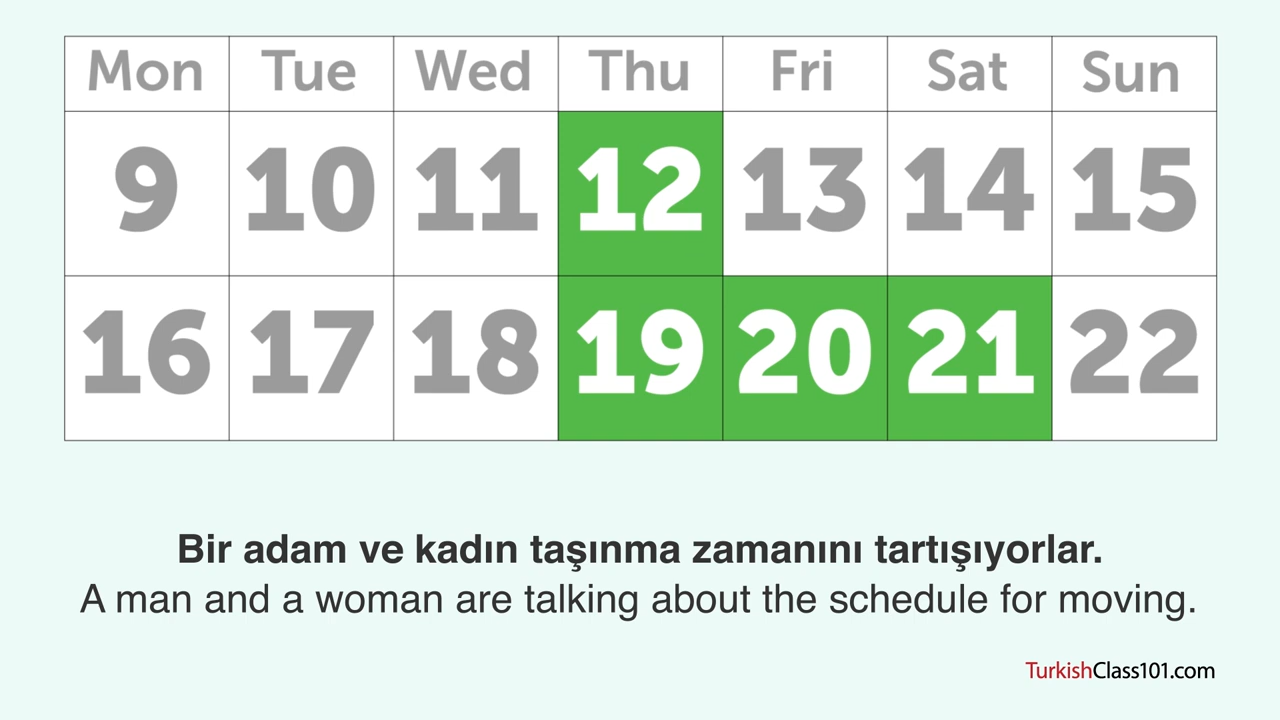 Mon Tue Wed Thu Fri Sat Sun
9 10 11 12 13 14 15
16 17 18 19 20 21 22
Bir adam ve kadın taşınma zamanını tartışıyorlar.
A man and a woman are talking about the schedule for moving.
TurkishClass101.com